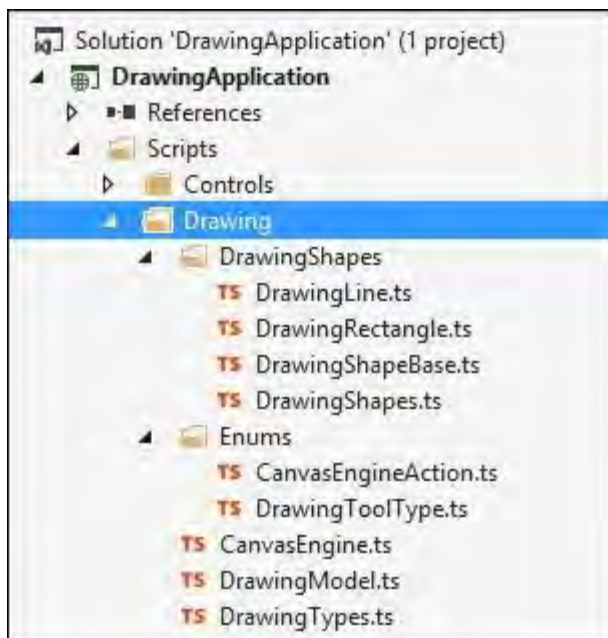 Solution 'DrawingApplication' (1 project)
DrawingApplication
References
Scripts
Controls
Drawing
DrawingShapes
TS DrawingLine.ts
TS DrawingRectangle.ts
TS DrawingShapeBase.ts
TS DrawingShapes.ts
Enums
TS CanvasEngineAction.ts
TS DrawingToolType.ts
TS CanvasEngine.ts
TS DrawingModel.ts
TS DrawingTypes.ts